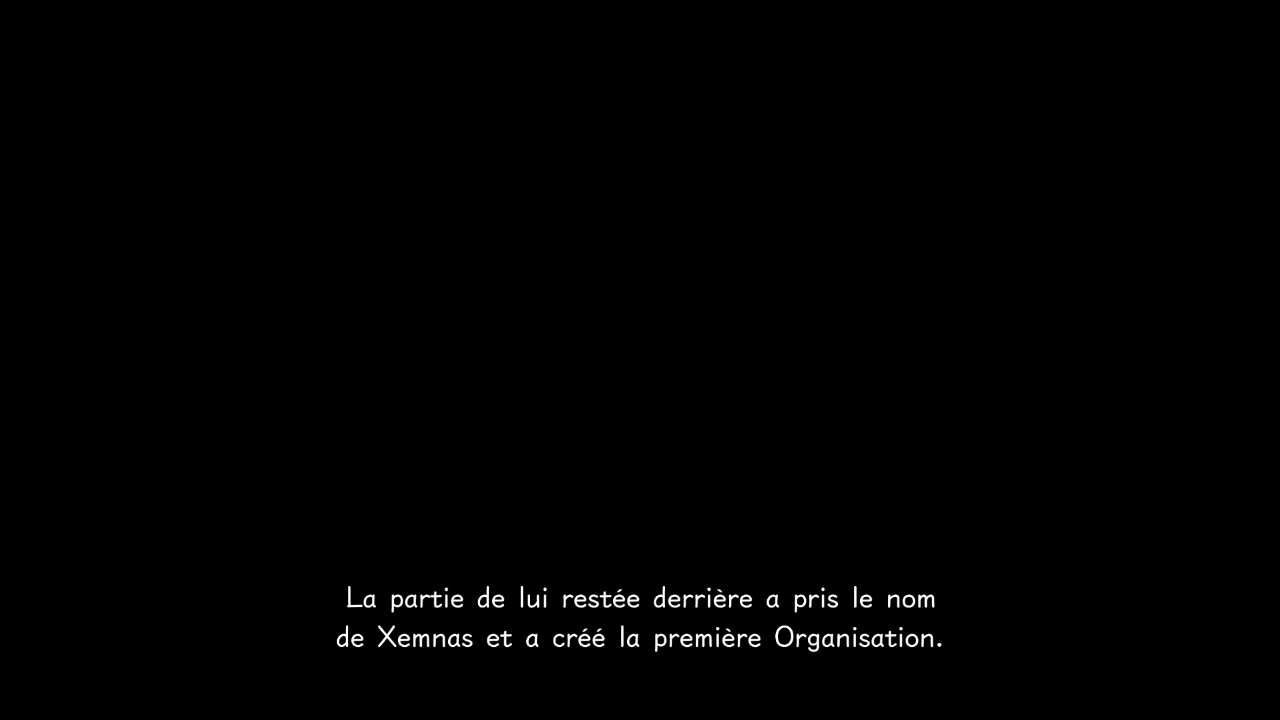 La partie de lui restée derrière a pris le nom
de Xemnas et a créé la première Organisation.